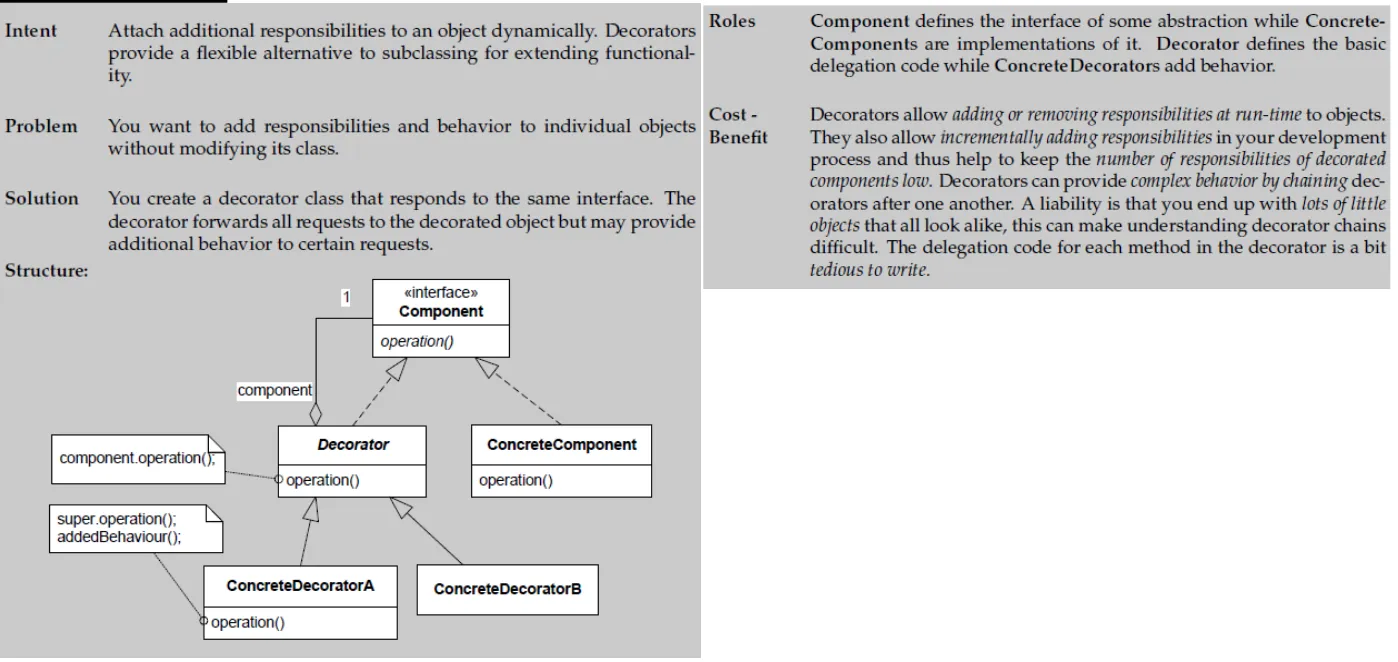 Intent
Attach additional responsibilities to an object dynamically. Decorators
provide a flexible alternative to subclassing for extending functional-
ity.
Problem
You want to add responsibilities and behavior to individual objects
without modifying its class.
Solution
You create a decorator class that responds to the same interface. The
decorator forwards all requests to the decorated object but may provide
additional behavior to certain requests.
Structure:
1
«interface»
Component
operation()
component
Decorator
operation()
ConcreteComponent
operation()
component.operation();
super.operation();
addedBehaviour();
ConcreteDecoratorA
operation()
ConcreteDecoratorB
Roles
Component defines the interface of some abstraction while Concrete-
Components are implementations of it. Decorator defines the basic
delegation code while ConcreteDecorators add behavior.
Cost -
Benefit
Decorators allow adding or removing responsibilities at run-time to objects.
They also allow incrementally adding responsibilities in your development
process and thus help to keep the number of responsibilities of decorated
components low. Decorators can provide complex behavior by chaining dec-
orators after one another. A liability is that you end up with lots of little
objects that all look alike, this can make understanding decorator chains
difficult. The delegation code for each method in the decorator is a bit
tedious to write.